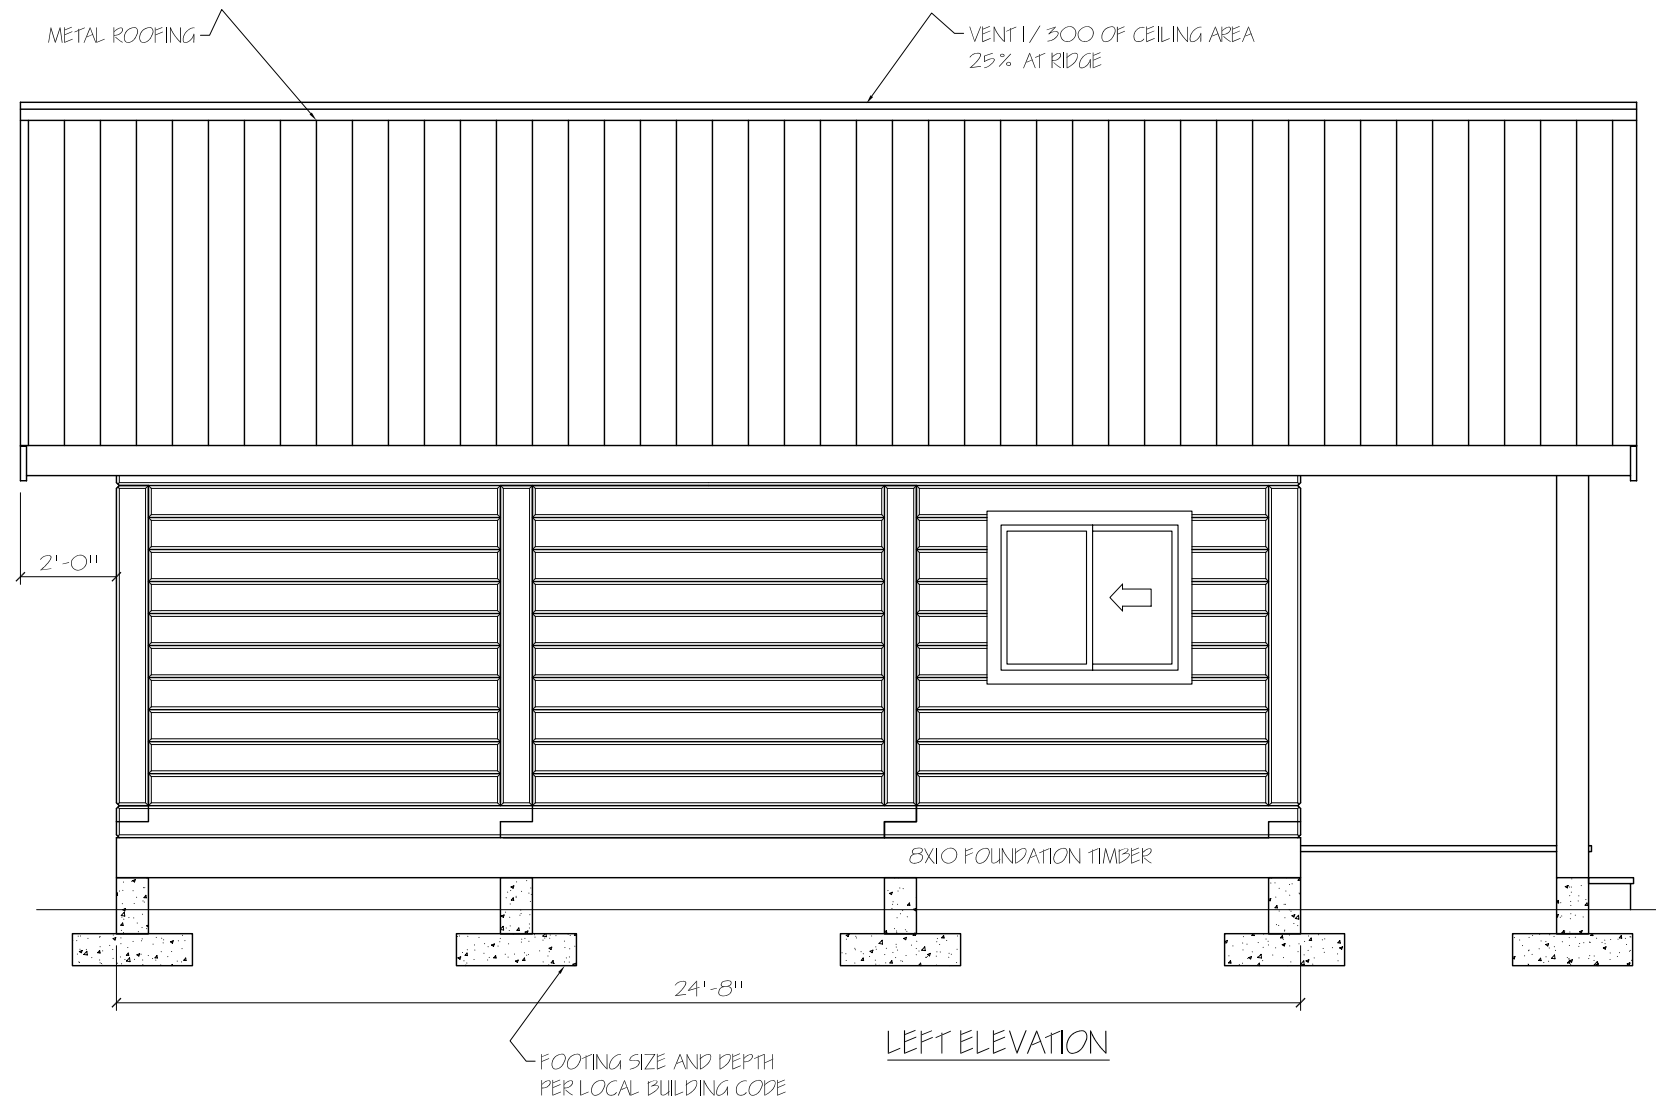 METAL ROOFING
VENT 1/300 OF CEILING AREA
25% AT RIDGE
2'-0"
8X10 FOUNDATION TIMBER
24'-8"
LEFT ELEVATION
FOOTING SIZE AND DEPTH
PER LOCAL BUILDING CODE